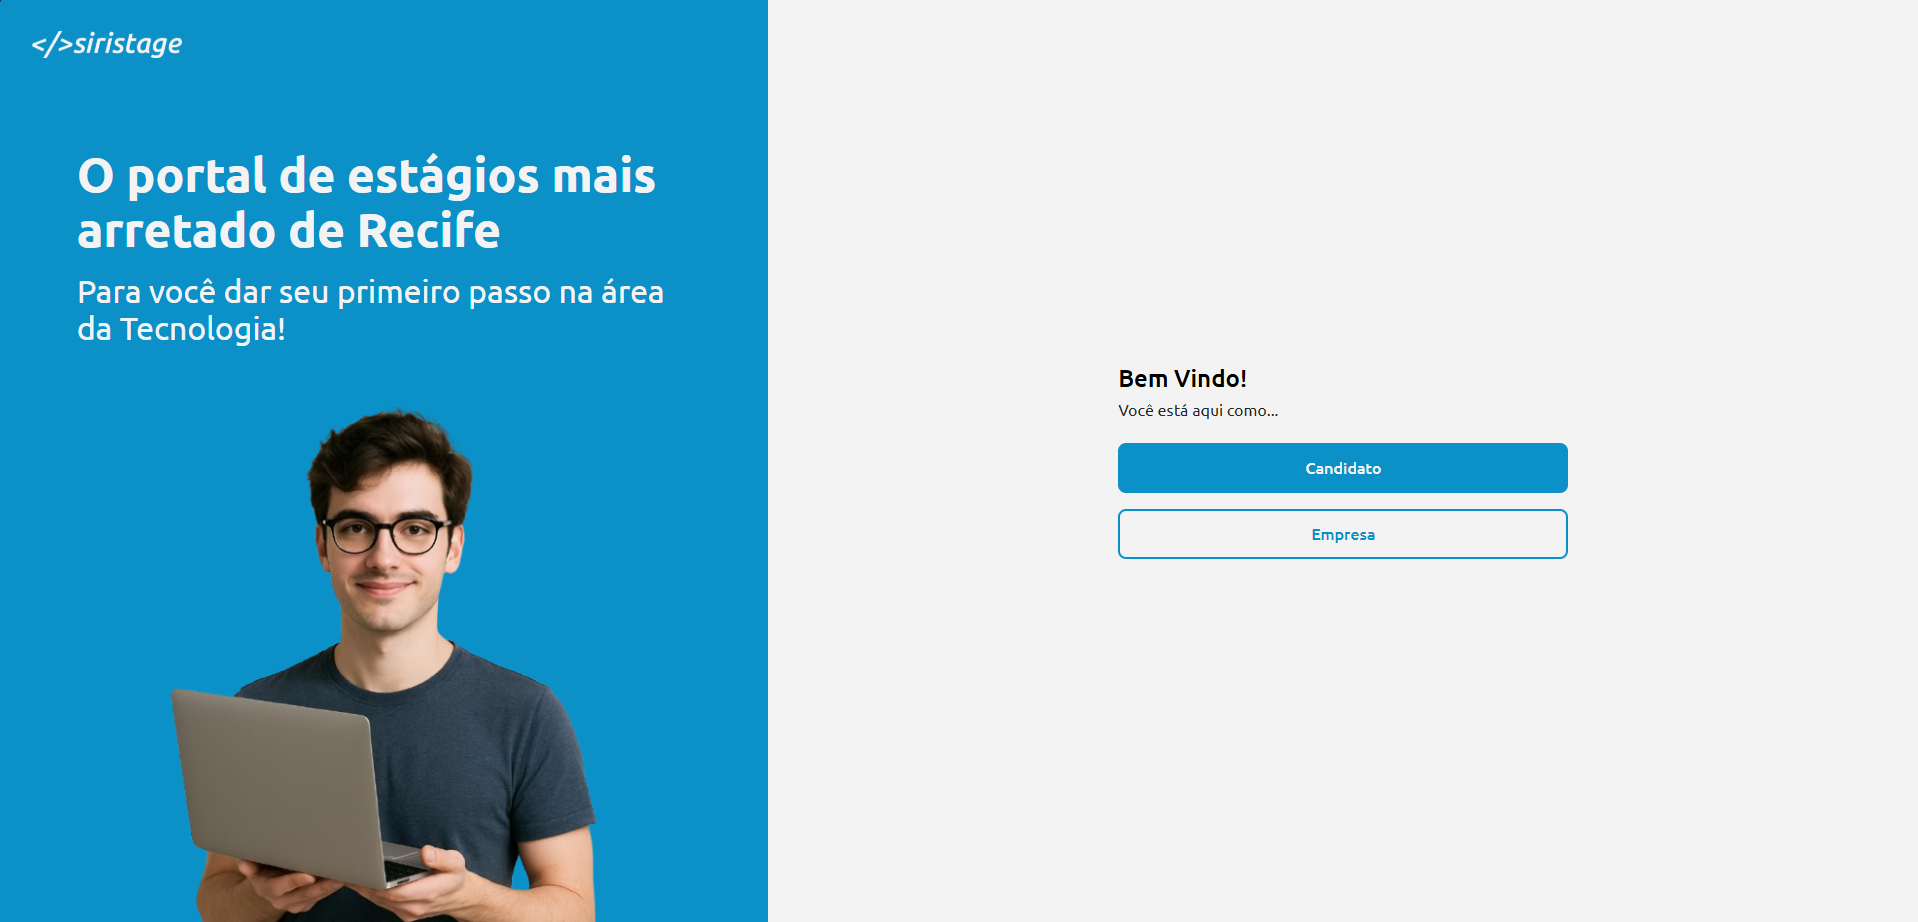 </>siristage
O portal de estágios mais
arretado de Recife
Para você dar seu primeiro passo na área
da Tecnologia!
Bem Vindo!
Você está aqui como...
Candidato
Empresa